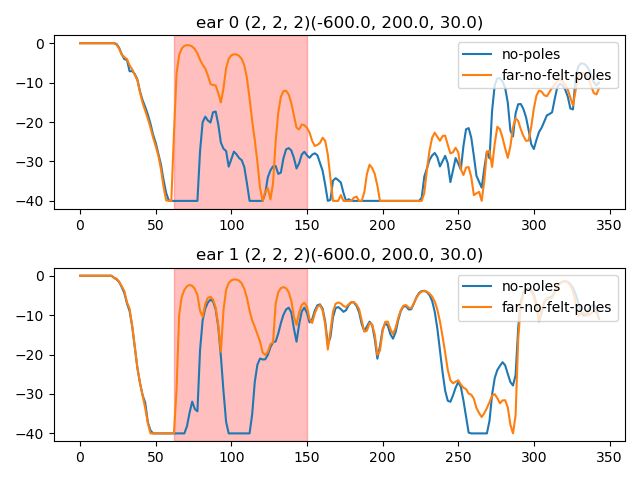 ear 0 (2, 2, 2)(-600.0, 200.0, 30.0)
0
−10
−20
−30
−40
no-poles
far-no-felt-poles
0 50 100 150 200 250 300 350
ear 1 (2, 2, 2)(-600.0, 200.0, 30.0)
0
−10
−20
−30
−40
no-poles
far-no-felt-poles
0 50 100 150 200 250 300 350